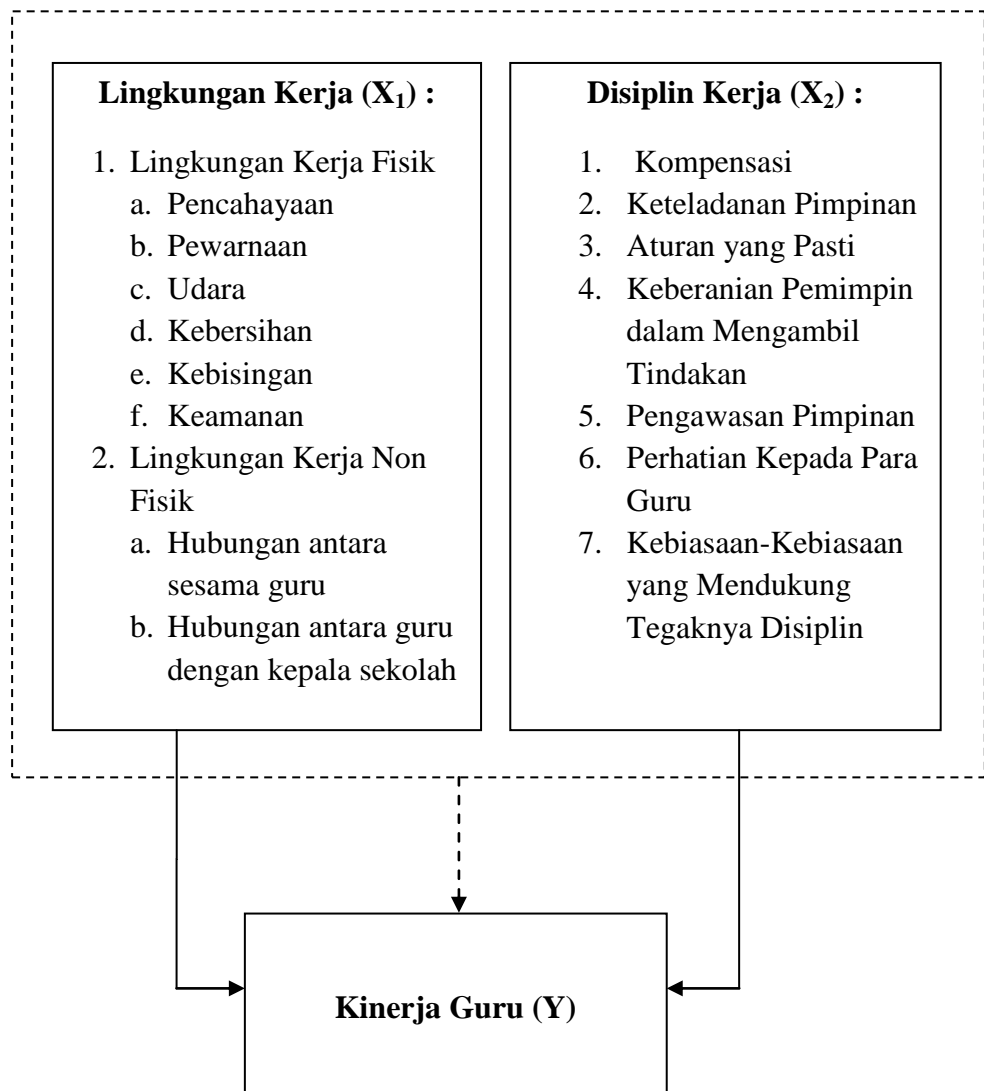 Lingkungan Kerja (X₁) :
1. Lingkungan Kerja Fisik
a. Pencahayaan
b. Pewarnaan
c. Udara
d. Kebersihan
e. Kebisingan
f. Keamanan
2. Lingkungan Kerja Non
Fisik
a. Hubungan antara
sesama guru
b. Hubungan antara guru
dengan kepala sekolah
Disiplin Kerja (X₂) :
1. Kompensasi
2. Keteladanan Pimpinan
3. Aturan yang Pasti
4. Keberanian Pemimpin
dalam Mengambil
Tindakan
5. Pengawasan Pimpinan
6. Perhatian Kepada Para
Guru
7. Kebiasaan-Kebiasaan
yang Mendukung
Tegaknya Disiplin
Kinerja Guru (Y)